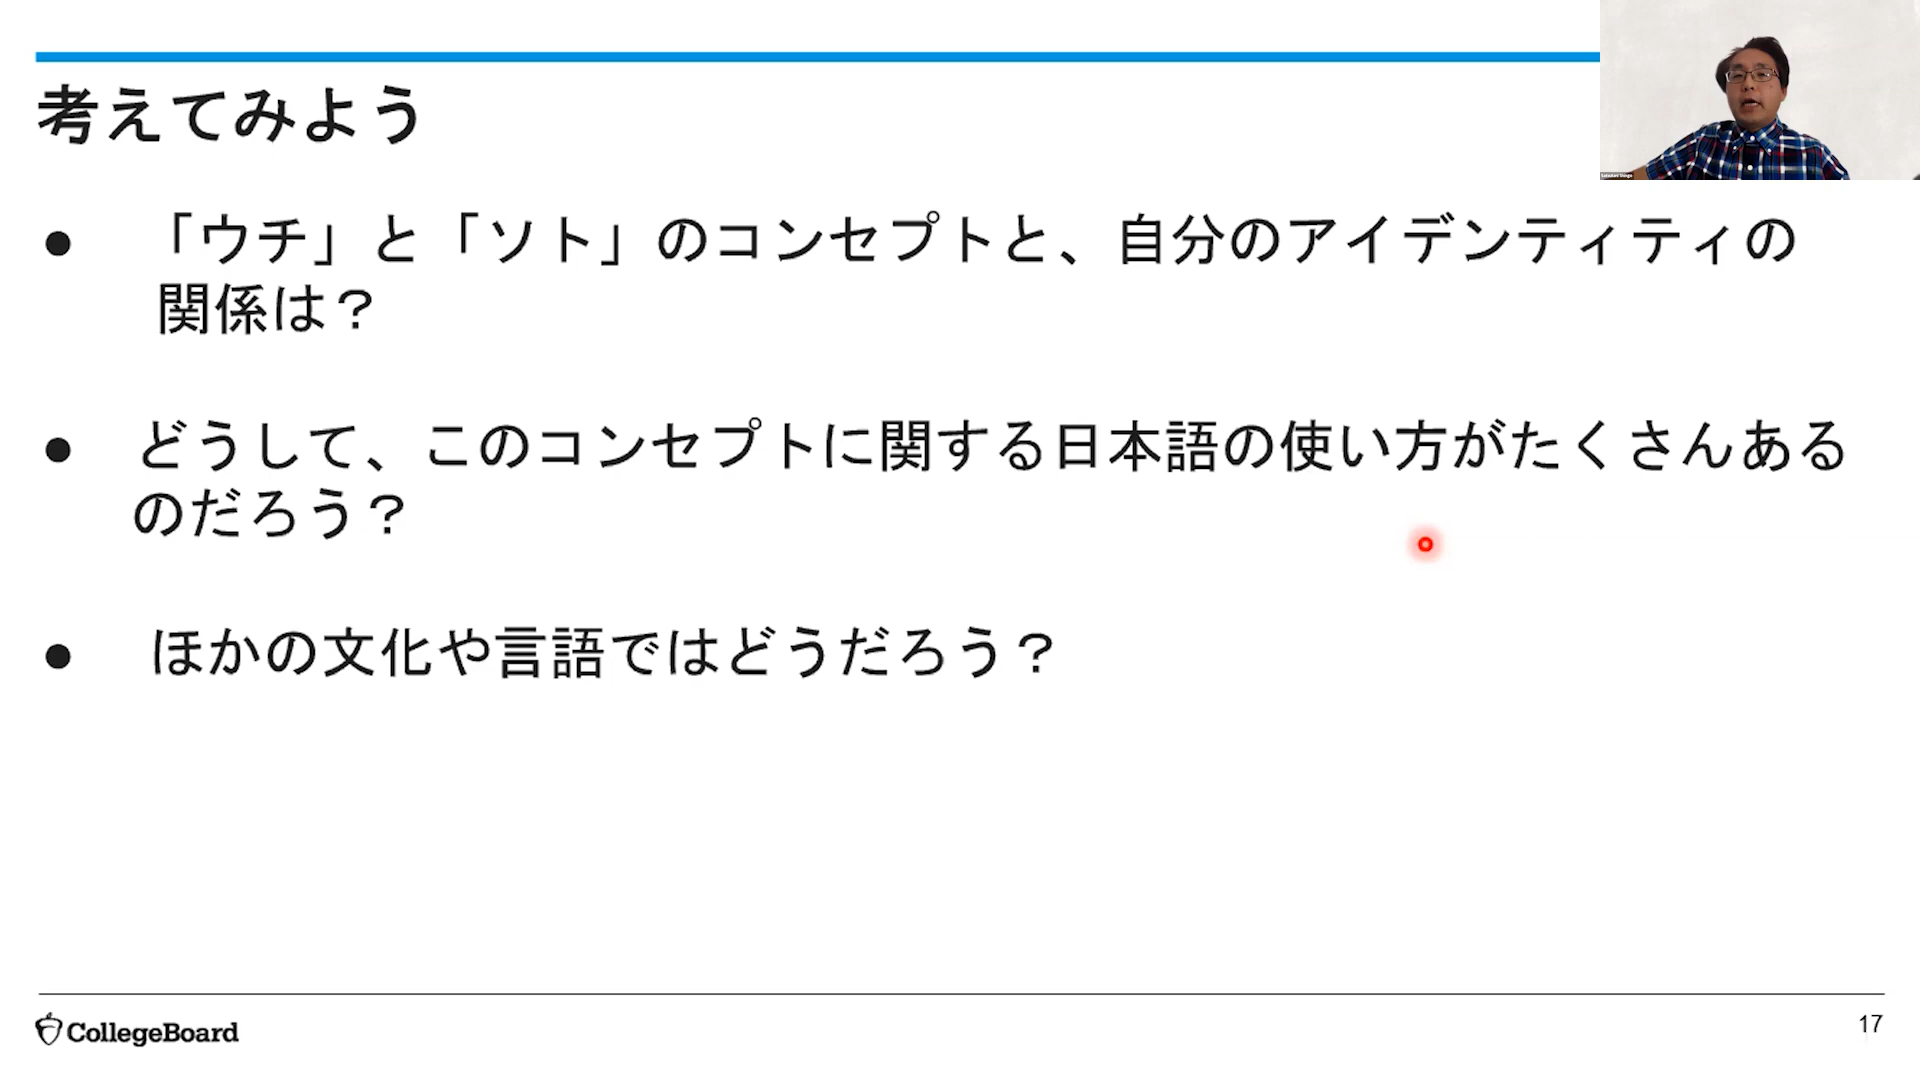 考えてみよう
● 「ウチ」と「ソト」のコンセプトと、自分のアイデンティティの
関係は？
● どうして、このコンセプトに関する日本語の使い方がたくさんある
のだろう？
● ほかの文化や言語ではどうだろう？
CollegeBoard
17